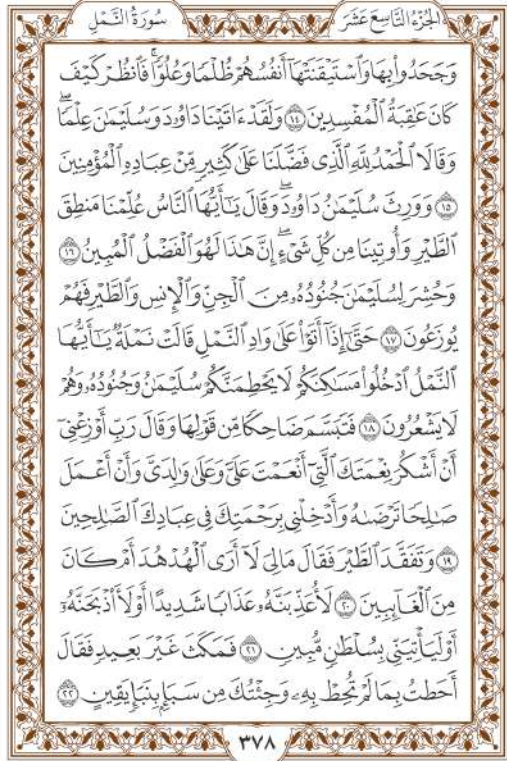 الجُزْءُ التَّاسِعَ عَشَرَ
سُورَةُ النَّمْلِ
وَجَحَدُوا۟ بِهَا وَٱسْتَيْقَنَتْهَآ أَنفُسُهُمْ ظُلْمًا وَعُلُوًّا ۚ فَٱنظُرْ كَيْفَ
كَانَ عَٰقِبَةُ ٱلْمُفْسِدِينَ ١٤ وَلَقَدْ ءَاتَيْنَا دَاوُۥدَ وَسُلَيْمَٰنَ عِلْمًا ۖ
وَقَالَا ٱلْحَمْدُ لِلَّهِ ٱلَّذِى فَضَّلَنَا عَلَىٰ كَثِيرٍ مِّنْ عِبَادِهِ ٱلْمُؤْمِنِينَ
١٥ وَوَرِثَ سُلَيْمَٰنُ دَاوُۥدَ ۖ وَقَالَ يَٰٓأَيُّهَا ٱلنَّاسُ عُلِّمْنَا مَنطِقَ
ٱلطَّيْرِ وَأُوتِينَا مِن كُلِّ شَىْءٍ ۖ إِنَّ هَٰذَا لَهُوَ ٱلْفَضْلُ ٱلْمُبِينُ ١٦
وَحُشِرَ لِسُلَيْمَٰنَ جُنُودُهُۥ مِنَ ٱلْجِنِّ وَٱلْإِنسِ وَٱلطَّيْرِ فَهُمْ
يُوزَعُونَ ١٧ حَتَّىٰٓ إِذَآ أَتَوْا۟ عَلَىٰ وَادِ ٱلنَّمْلِ قَالَتْ نَمْلَةٌ يَٰٓأَيُّهَا
ٱلنَّمْلُ ٱدْخُلُوا۟ مَسَٰكِنَكُمْ لَا يَحْطِمَنَّكُمْ سُلَيْمَٰنُ وَجُنُودُهُۥ وَهُمْ
لَا يَشْعُرُونَ ١٨ فَتَبَسَّمَ ضَاحِكًا مِّن قَوْلِهَا وَقَالَ رَبِّ أَوْزِعْنِىٓ
أَنْ أَشْكُرَ نِعْمَتَكَ ٱلَّتِىٓ أَنْعَمْتَ عَلَىَّ وَعَلَىٰ وَٰلِدَىَّ وَأَنْ أَعْمَلَ
صَٰلِحًا تَرْضَىٰهُ وَأَدْخِلْنِى بِرَحْمَتِكَ فِى عِبَادِكَ ٱلصَّٰلِحِينَ
١٩ وَتَفَقَّدَ ٱلطَّيْرَ فَقَالَ مَالِىَ لَآ أَرَى ٱلْهُدْهُدَ أَمْ كَانَ
مِنَ ٱلْغَآئِبِينَ ٢٠ لَأُعَذِّبَنَّهُۥ عَذَابًا شَدِيدًا أَوْ لَأَا۟ذْبَحَنَّهُۥٓ
أَوْ لَيَأْتِيَنِّى بِسُلْطَٰنٍ مُّبِينٍ ٢١ فَمَكَثَ غَيْرَ بَعِيدٍ فَقَالَ
أَحَطتُ بِمَا لَمْ تُحِطْ بِهِۦ وَجِئْتُكَ مِن سَبَإٍۭ بِنَبَإٍ يَقِينٍ ٢٢
٣٧٨